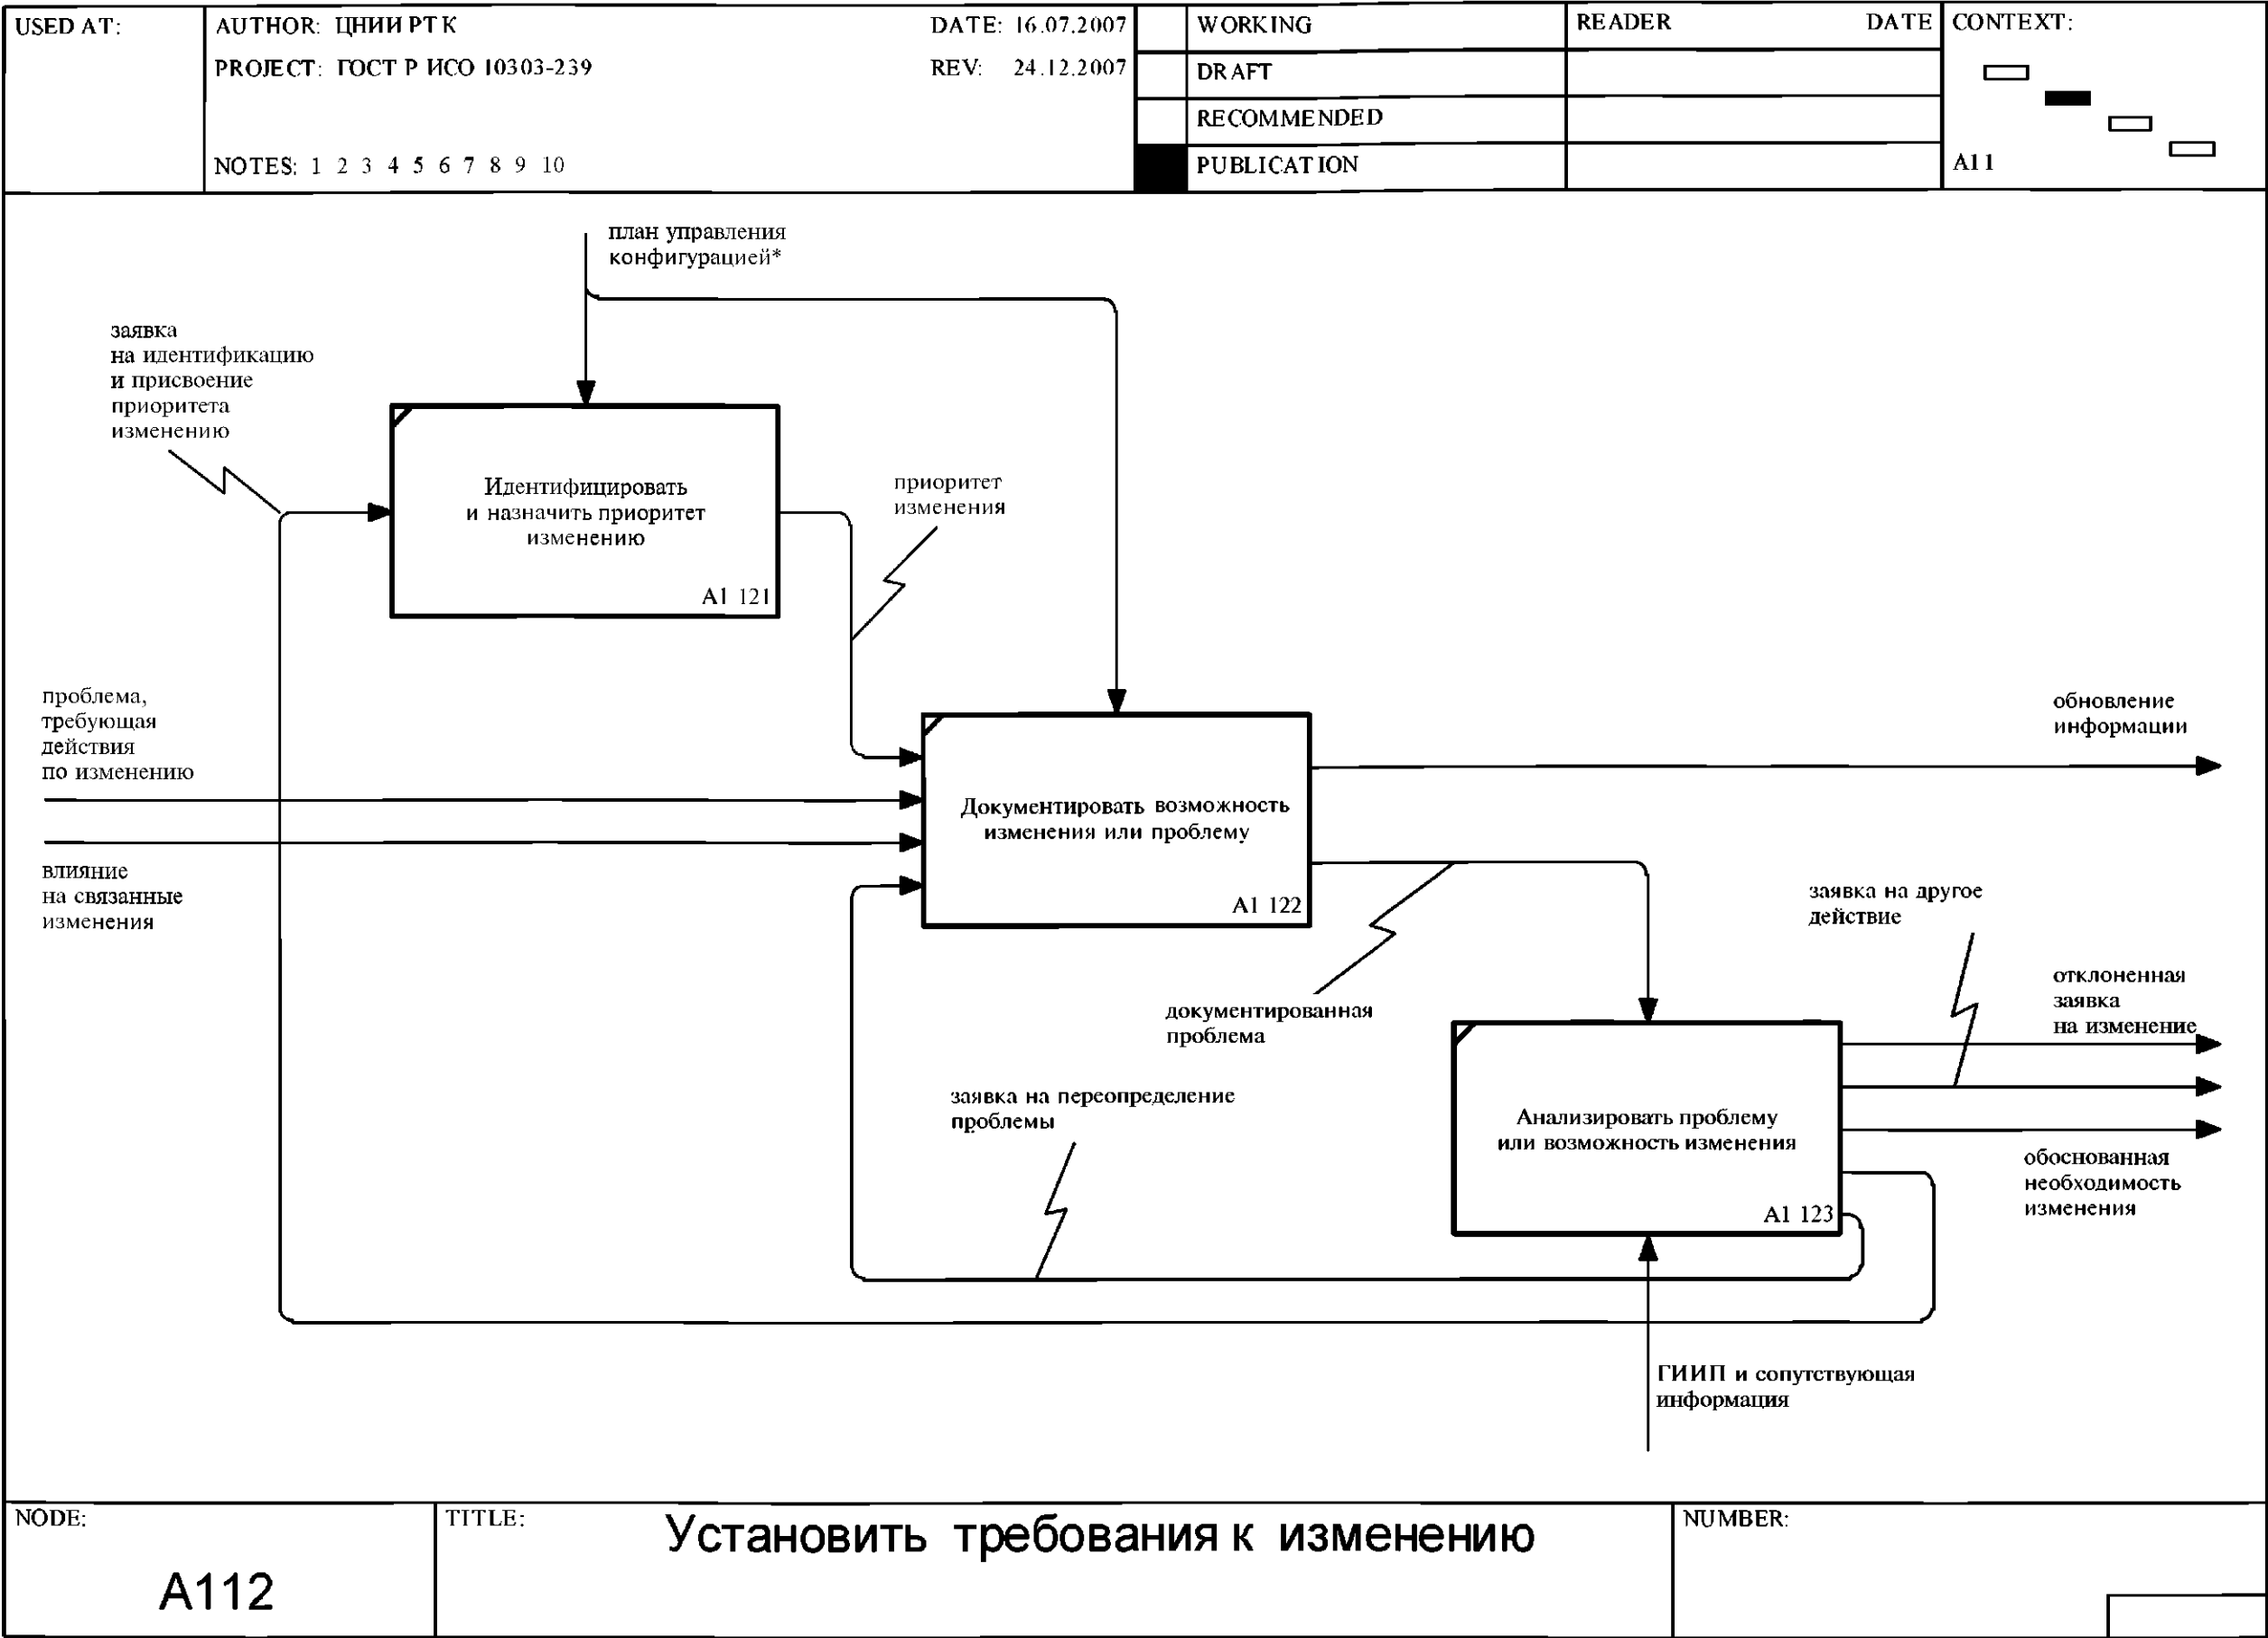 USED AT:
AUTHOR: ЦНИИ РТК
DATE: 16.07.2007
PROJECT: ГОСТ Р ИСО 10303-239
REV: 24.12.2007
NOTES: 1 2 3 4 5 6 7 8 9 10
WORKING
DRAFT
RECOMMENDED
PUBLICATION
READER
DATE
CONTEXT:
A11
план управления
конфигурацией*
заявка
на идентификацию
и присвоение
приоритета
изменению
Идентифицировать
и назначить приоритет
изменению
A1 121
приоритет
изменения
проблема,
требующая
действия
по изменению
влияние
на связанные
изменения
Документировать возможность
изменения или проблему
A1 122
обновление
информации
документированная
проблема
заявка на другое
действие
отклоненная
заявка
на изменение
заявка на переопределение
проблемы
Анализировать проблему
или возможность изменения
A1 123
обоснованная
необходимость
изменения
ГИИП и сопутствующая
информация
NODE:
A112
TITLE:
Установить требования к изменению
NUMBER: